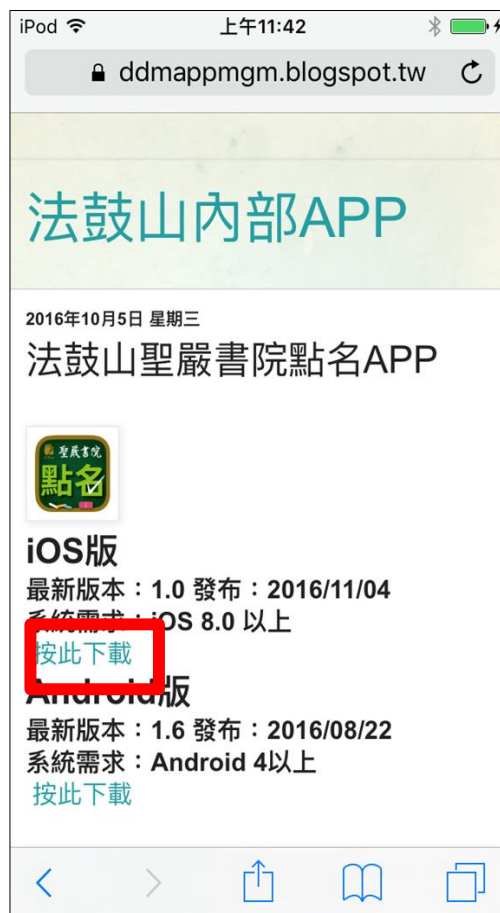 iPod 上午11:42
ddmappmgm.blogspot.tw
法鼓山內部APP
2016年10月5日 星期三
法鼓山聖嚴書院點名APP
聖嚴書院
點名
iOS版
最新版本：1.0 發布：2016/11/04
系統需求：iOS 8.0 以上
按此下載
Android版
最新版本：1.6 發布：2016/08/22
系統需求：Android 4以上
按此下載